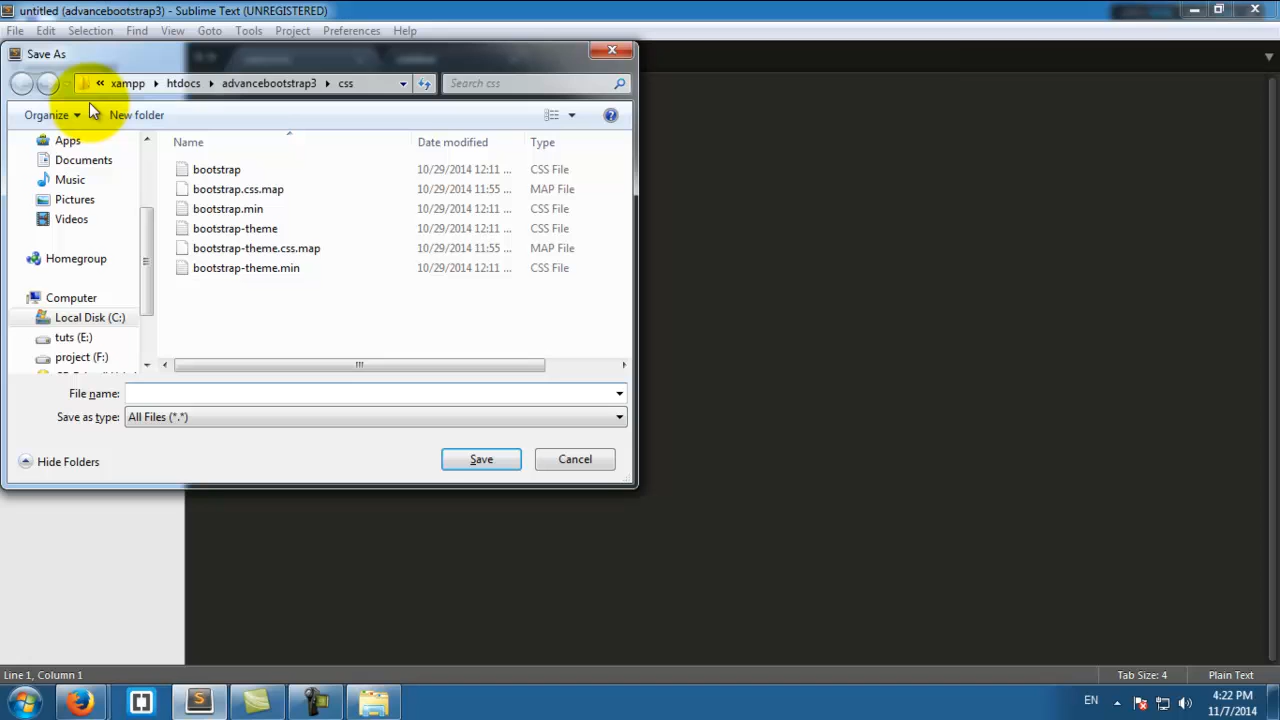 untitled (advancebootstrap3) - Sublime Text (UNREGISTERED)
File Edit Selection Find View Goto Tools Project Preferences Help
Save As
« xampp htdocs advancebootstrap3 css Search css
Organize New folder
Name Date modified Type
Apps
Documents
Music
Pictures
Videos
Homegroup
Computer
Local Disk (C:)
tuts (E:)
project (F:)
bootstrap 10/29/2014 12:11 ... CSS File
bootstrap.css.map 10/29/2014 11:55 ... MAP File
bootstrap.min 10/29/2014 12:11 ... CSS File
bootstrap-theme 10/29/2014 12:11 ... CSS File
bootstrap-theme.css.map 10/29/2014 11:55 ... MAP File
bootstrap-theme.min 10/29/2014 12:11 ... CSS File
File name:
Save as type: All Files (*.*)
Hide Folders Save Cancel
Line 1, Column 1 Tab Size: 4 Plain Text
EN 4:22 PM
11/7/2014